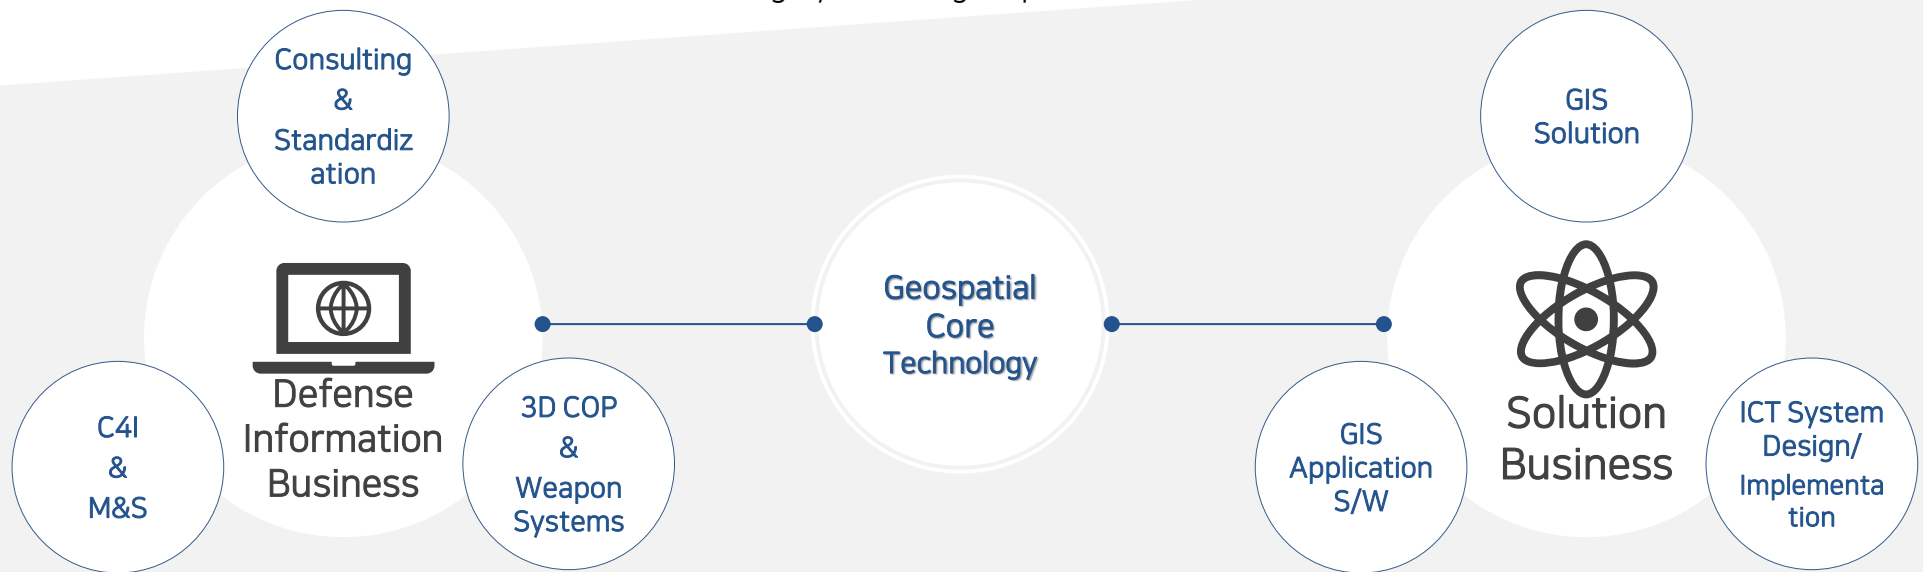 Consulting
&
Standardiz
ation
Defense
Information
Business
C4I
&
M&S
3D COP
&
Weapon
Systems
Geospatial
Core
Technology
GIS
Solution
Solution
Business
GIS
Application
S/W
ICT System
Design/
Implementa
tion